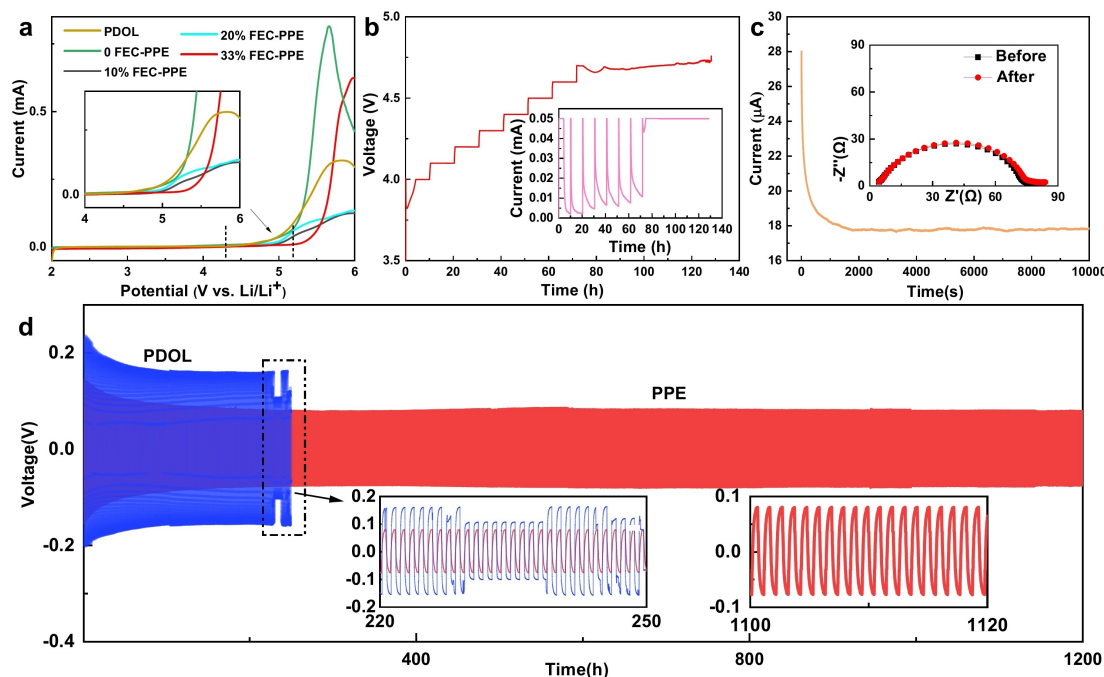 a
PDOL
20% FEC-PPE
0 FEC-PPE
33% FEC-PPE
10% FEC-PPE
Current (mA)
0.5
0.0
0.0
4 5 6
2 3 4 5 6
Potential (V vs. Li/Li+)
b
Voltage (V)
5.0
4.5
4.0
3.5
Current (mA)
0.05
0.04
0.03
0.02
0.01
0.00
0 20 40 60 80 100 120 140
Time (h)
0 20 40 60 80 100 120 140
Time (h)
c
Current (μA)
30
28
26
24
22
20
18
16
-Z''(Ω)
90
60
30
0
Before
After
0 30 60 90
Z'(Ω)
0 2000 4000 6000 8000 10000
Time(s)
d
Voltage(V)
0.2
0.0
-0.2
-0.4
PDOL
PPE
0.2
0.1
0.0
-0.1
-0.2
220 250
0.1
0.0
-0.1
1100 1120
400 800 1200
Time(h)